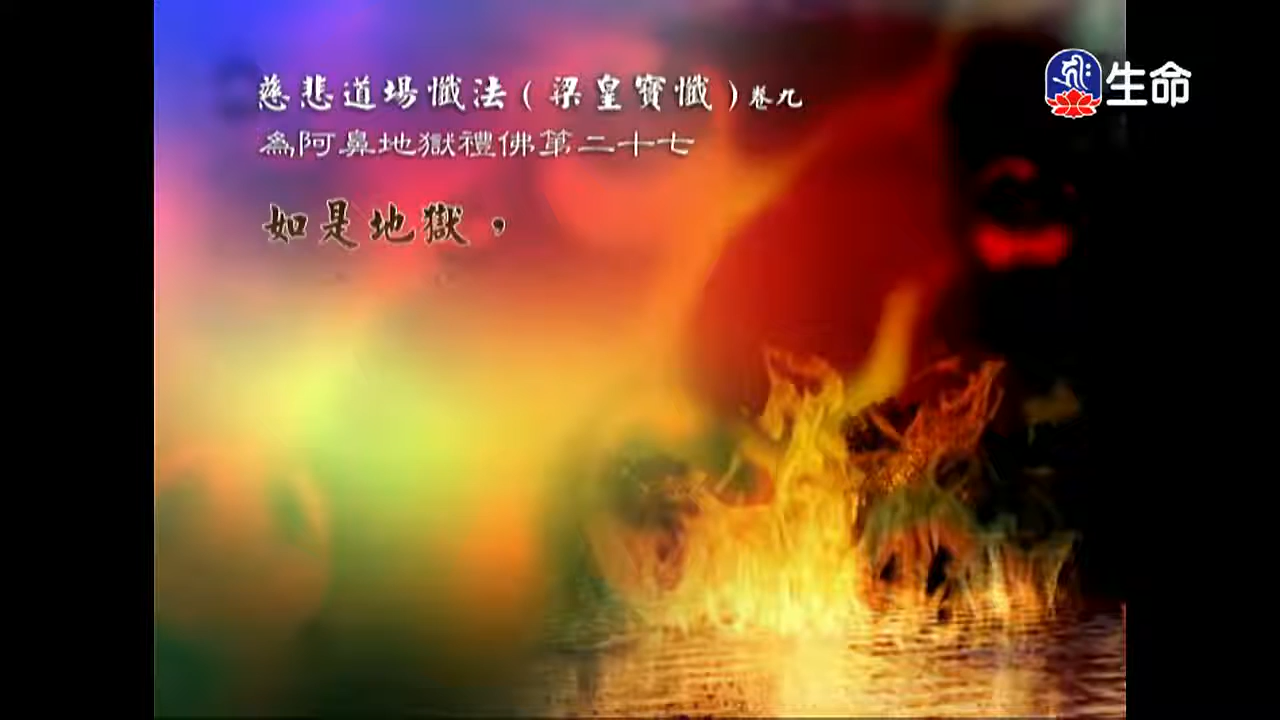 慈悲道場懺法(梁皇寶懺)卷九
生命
為阿鼻地獄禮佛第二十七
如是地獄，